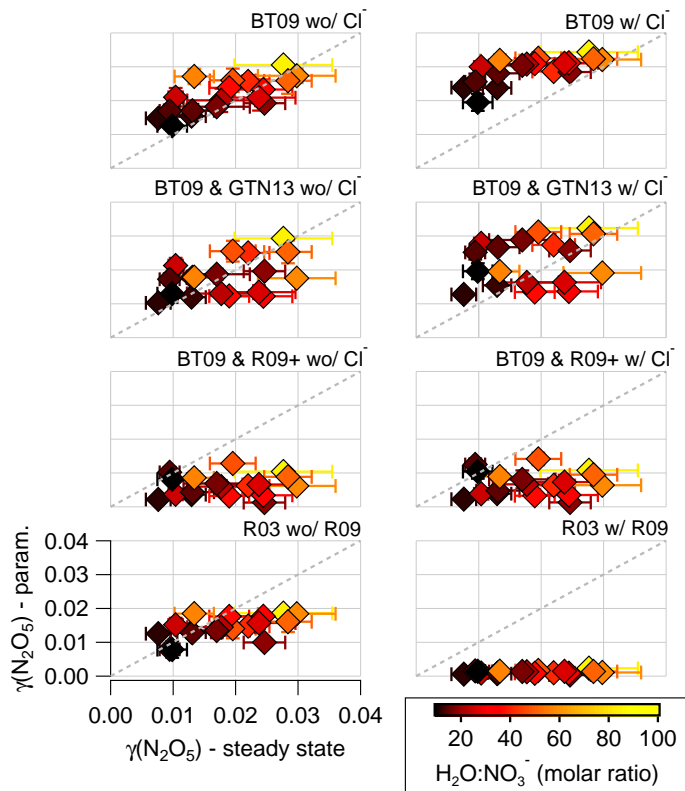 BT09 wo/ Cl⁻
BT09 w/ Cl⁻
BT09 & GTN13 wo/ Cl⁻
BT09 & GTN13 w/ Cl⁻
BT09 & R09+ wo/ Cl⁻
BT09 & R09+ w/ Cl⁻
R03 wo/ R09
R03 w/ R09
γ(N₂O₅) - param.
0.04
0.03
0.02
0.01
0.00
0.00 0.01 0.02 0.03 0.04
γ(N₂O₅) - steady state
20 40 60 80 100
H₂O:NO₃⁻ (molar ratio)